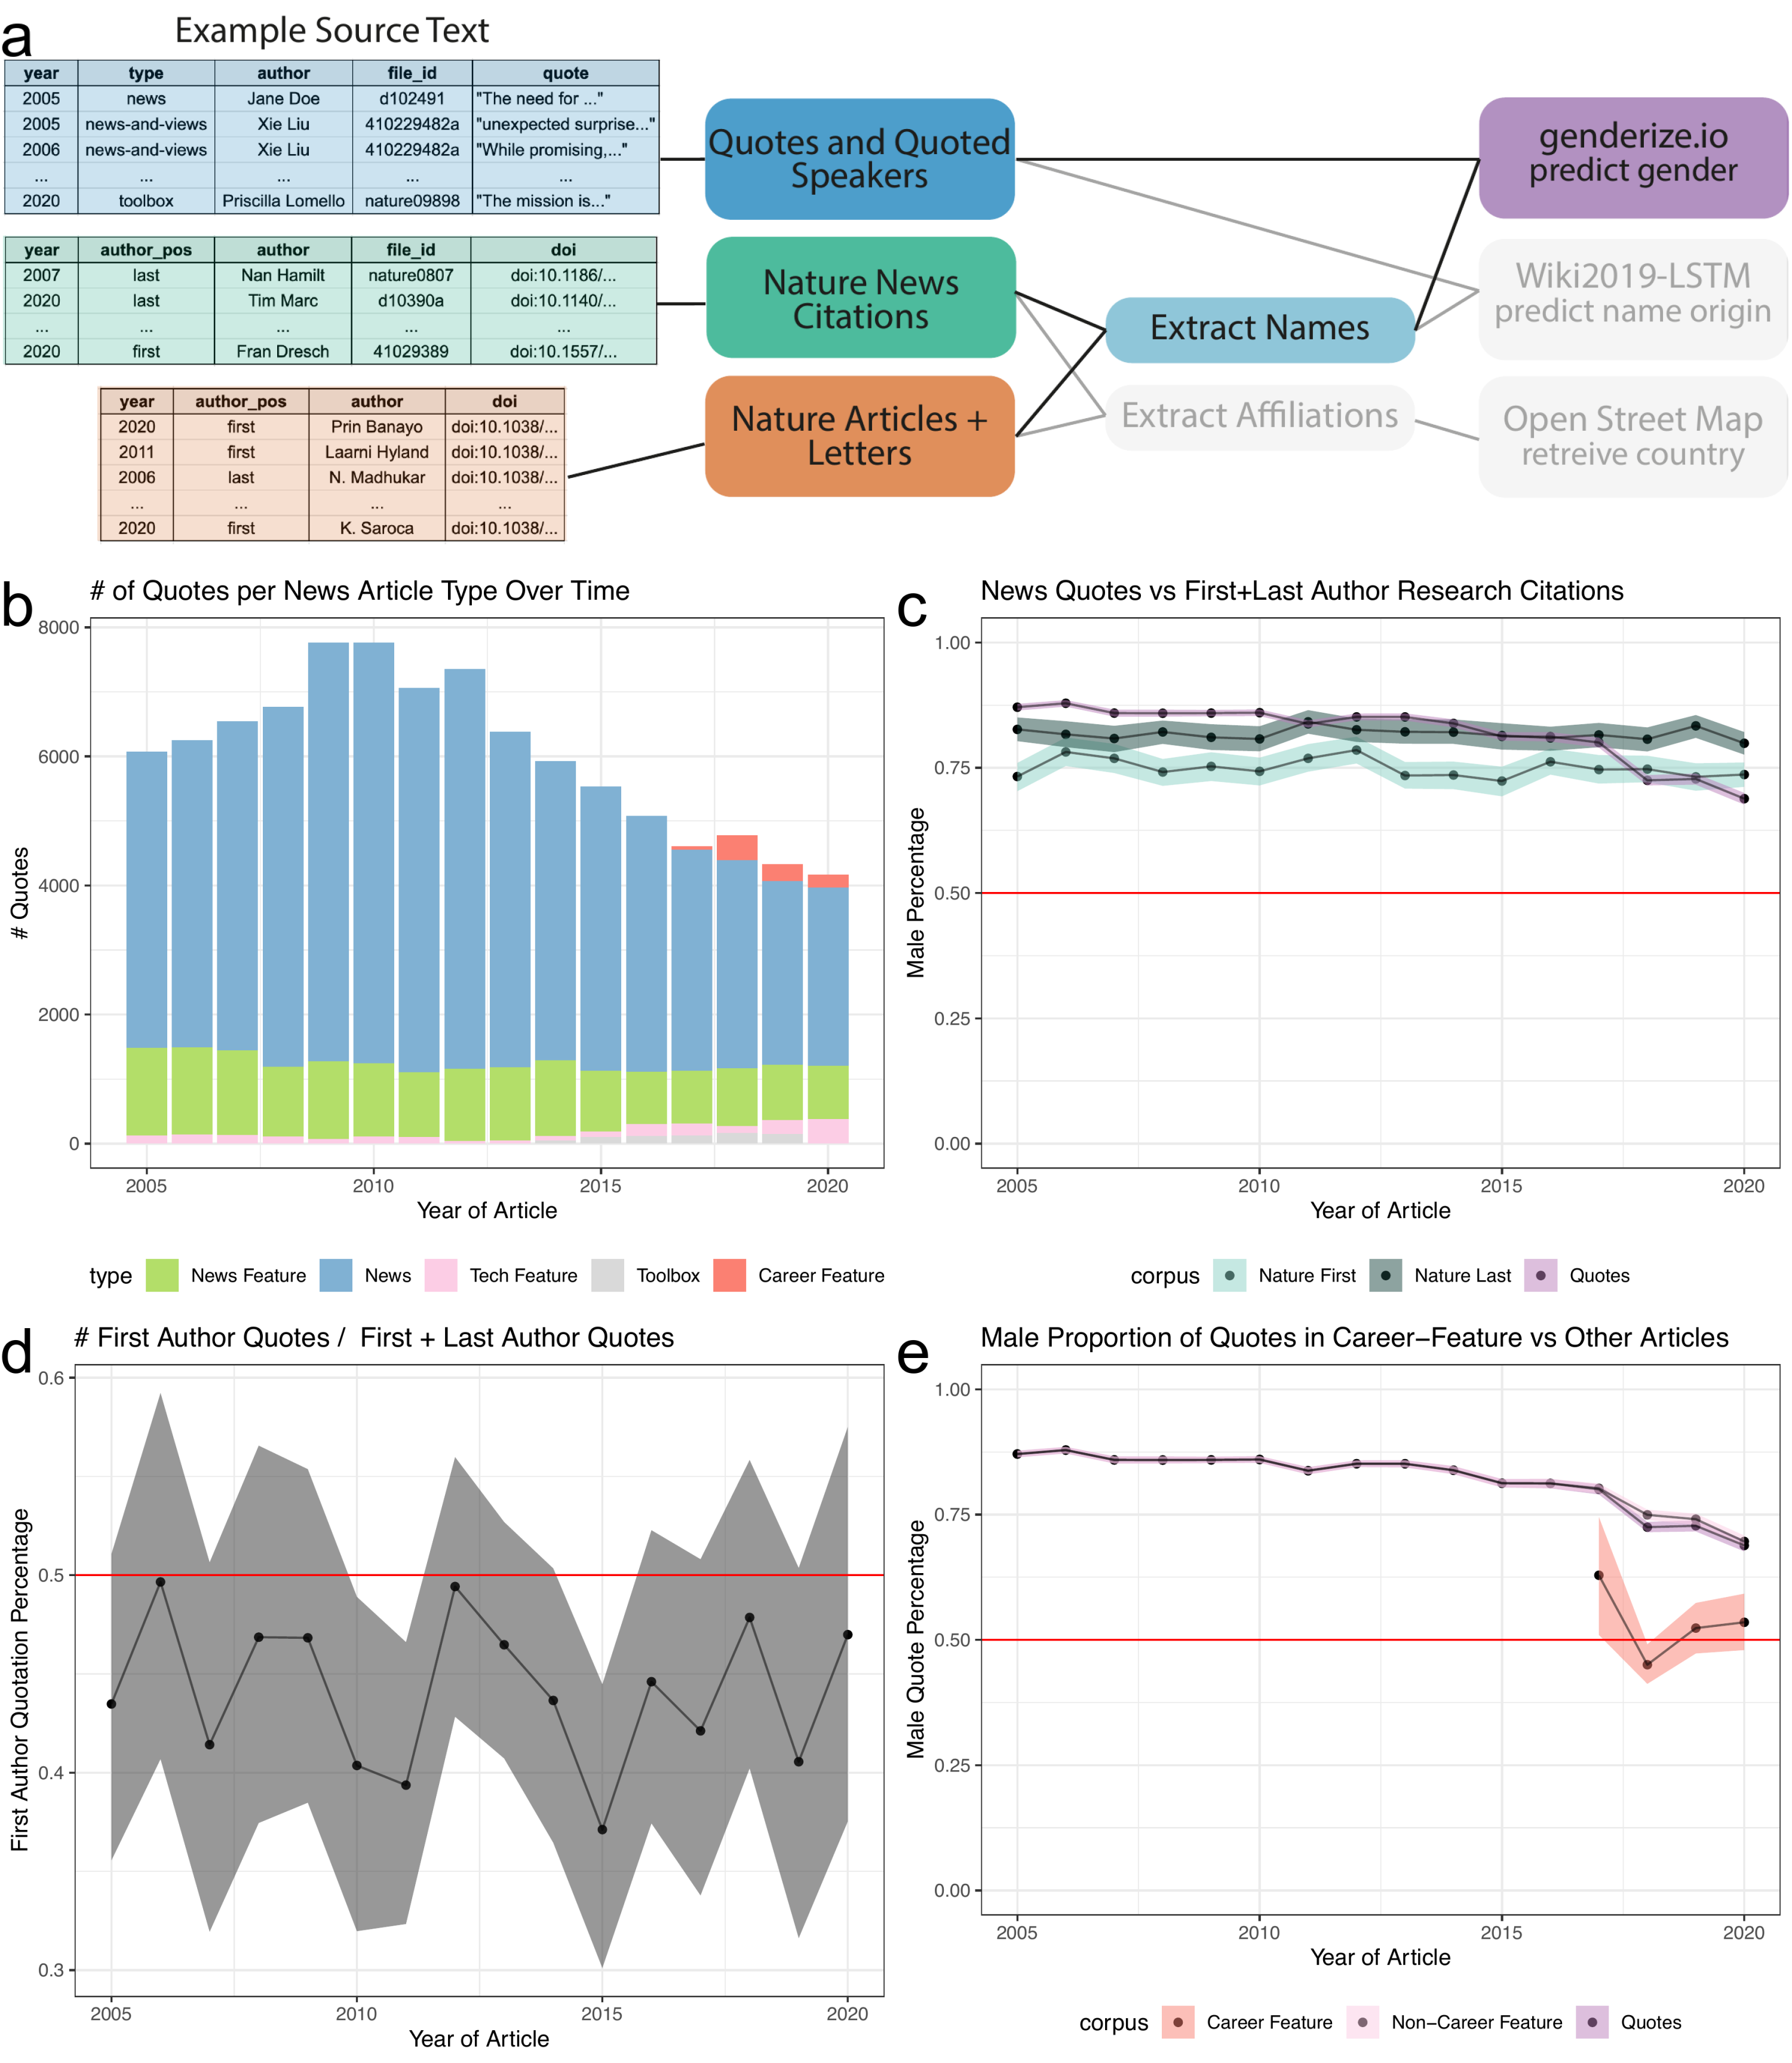 a
Example Source Text
year type author file_id quote
2005 news Jane Doe d102491 "The need for ..."
2005 news-and-views Xie Liu 410229482a "unexpected surprise..."
2006 news-and-views Xie Liu 410229482a "While promising,..."
... ... ... ... ...
2020 toolbox Priscilla Lomello nature09898 "The mission is..."
year author_pos author file_id doi
2007 last Nan Hamilt nature0807 doi:10.1186/...
2020 last Tim Marc d10390a doi:10.1140/...
... ... ... ... ...
2020 first Fran Dresch 41029389 doi:10.1557/...
year author_pos author doi
2020 first Prin Banayo doi:10.1038/...
2011 first Laarni Hyland doi:10.1038/...
2006 last N. Madhukar doi:10.1038/...
... ... ... ...
2020 first K. Saroca doi:10.1038/...
Quotes and Quoted
Speakers
Nature News
Citations
Nature Articles +
Letters
Extract Names
Extract Affiliations
genderize.io
predict gender
Wiki2019-LSTM
predict name origin
Open Street Map
retreive country
b
# of Quotes per News Article Type Over Time
8000
6000
4000
2000
0
# Quotes
2005 2010 2015 2020
Year of Article
type News Feature News Tech Feature Toolbox Career Feature
c
News Quotes vs First+Last Author Research Citations
1.00
0.75
0.50
0.25
0.00
Male Percentage
2005 2010 2015 2020
Year of Article
corpus Nature First Nature Last Quotes
d
# First Author Quotes / First + Last Author Quotes
0.6
0.5
0.4
0.3
First Author Quotation Percentage
2005 2010 2015 2020
Year of Article
e
Male Proportion of Quotes in Career−Feature vs Other Articles
1.00
0.75
0.50
0.25
0.00
Male Quote Percentage
2005 2010 2015 2020
Year of Article
corpus Career Feature Non−Career Feature Quotes